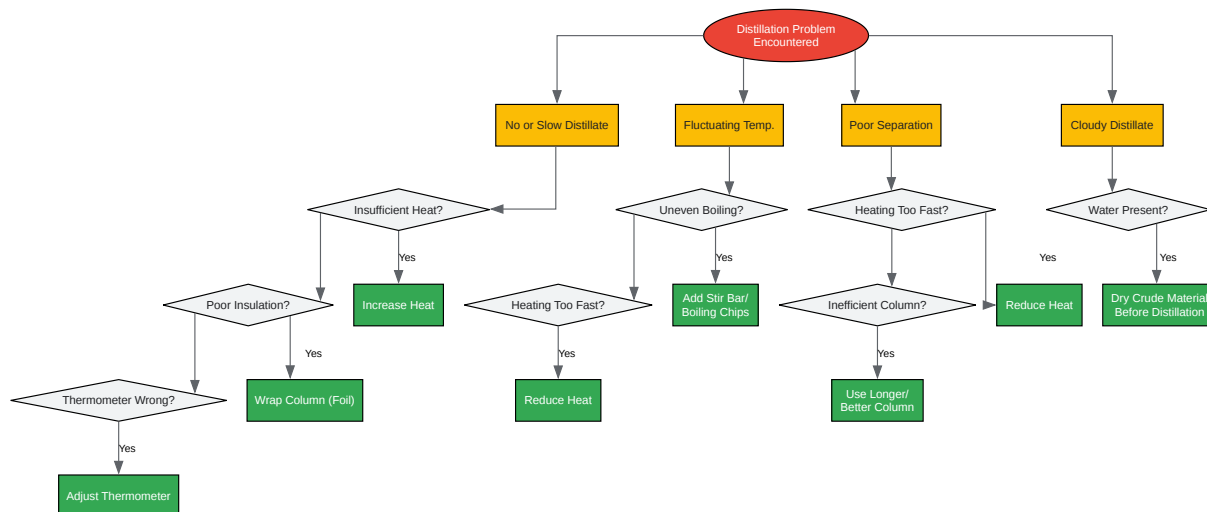 Distillation Problem
Encountered
No or Slow Distillate
Fluctuating Temp.
Poor Separation
Cloudy Distillate
Insufficient Heat?
Uneven Boiling?
Heating Too Fast?
Water Present?
Yes
Yes
Yes
Yes
Poor Insulation?
Increase Heat
Heating Too Fast?
Add Stir Bar/
Boiling Chips
Inefficient Column?
Reduce Heat
Dry Crude Material
Before Distillation
Yes
Yes
Yes
Thermometer Wrong?
Wrap Column (Foil)
Reduce Heat
Use Longer/
Better Column
Yes
Adjust Thermometer